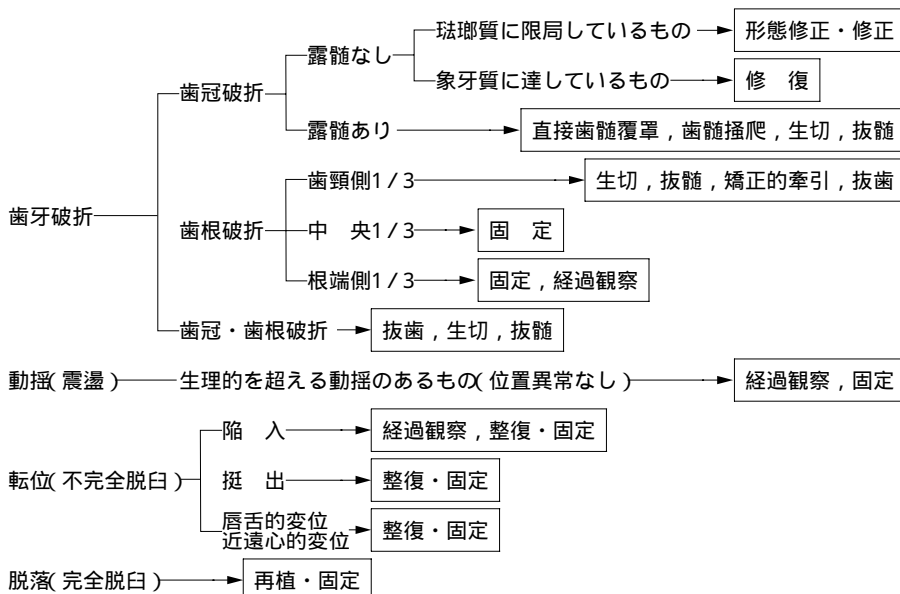 琺瑯質に限局しているもの 形態修正・修正
露髄なし
象牙質に達しているもの 修 復
歯冠破折
露髄あり 直接歯髄覆罩，歯髄掻爬，生切，抜髄
歯頸側1/3 生切，抜髄，矯正的牽引，抜歯
歯牙破折
歯根破折 中 央1/3 固 定
根端側1/3 固定，経過観察
歯冠・歯根破折 抜歯，生切，抜髄
動揺(震盪) 生理的を超える動揺のあるもの(位置異常なし) 経過観察，固定
陥 入 経過観察，整復・固定
転位(不完全脱臼) 挺 出 整復・固定
唇舌的変位
近遠心的変位 整復・固定
脱落(完全脱臼) 再植・固定